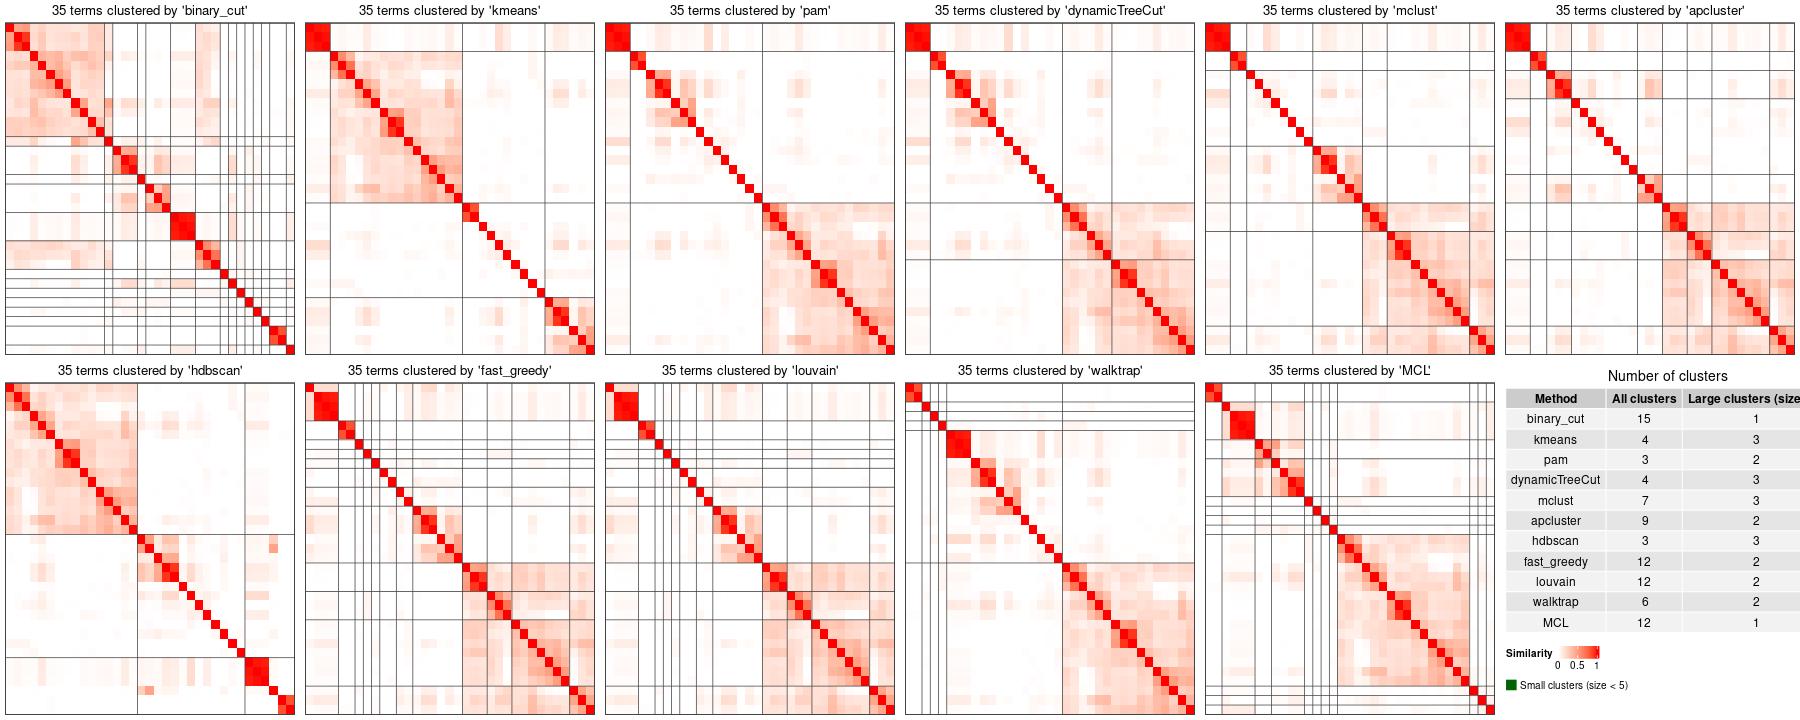 35 terms clustered by 'binary_cut'
35 terms clustered by 'kmeans'
35 terms clustered by 'pam'
35 terms clustered by 'dynamicTreeCut'
35 terms clustered by 'mclust'
35 terms clustered by 'apcluster'
35 terms clustered by 'hdbscan'
35 terms clustered by 'fast_greedy'
35 terms clustered by 'louvain'
35 terms clustered by 'walktrap'
35 terms clustered by 'MCL'
Number of clusters
Method All clusters Large clusters (size
binary_cut 15 1
kmeans 4 3
pam 3 2
dynamicTreeCut 4 3
mclust 7 3
apcluster 9 2
hdbscan 3 3
fast_greedy 12 2
louvain 12 2
walktrap 6 2
MCL 12 1
Similarity
0 0.5 1
Small clusters (size < 5)